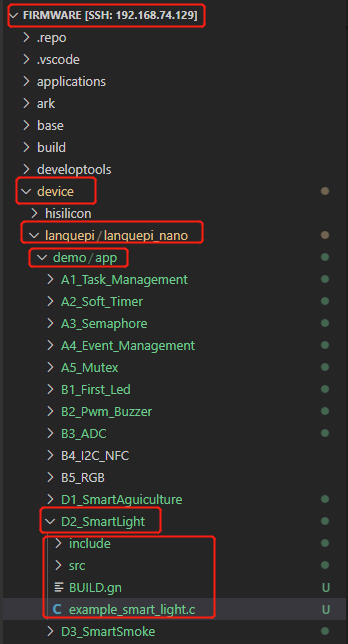 FIRMWARE [SSH: 192.168.74.129]
.repo
.vscode
applications
ark
base
build
developtools
device
hisilicon
lanquepi/lanquepi_nano
demo/app
A1_Task_Management
A2_Soft_Timer
A3_Semaphore
A4_Event_Management
A5_Mutex
B1_First_Led
B2_Pwm_Buzzer
B3_ADC
B4_I2C_NFC
B5_RGB
D1_SmartAguiculture
D2_SmartLight
include
src
BUILD.gn U
C example_smart_light.c U
D3_SmartSmoke